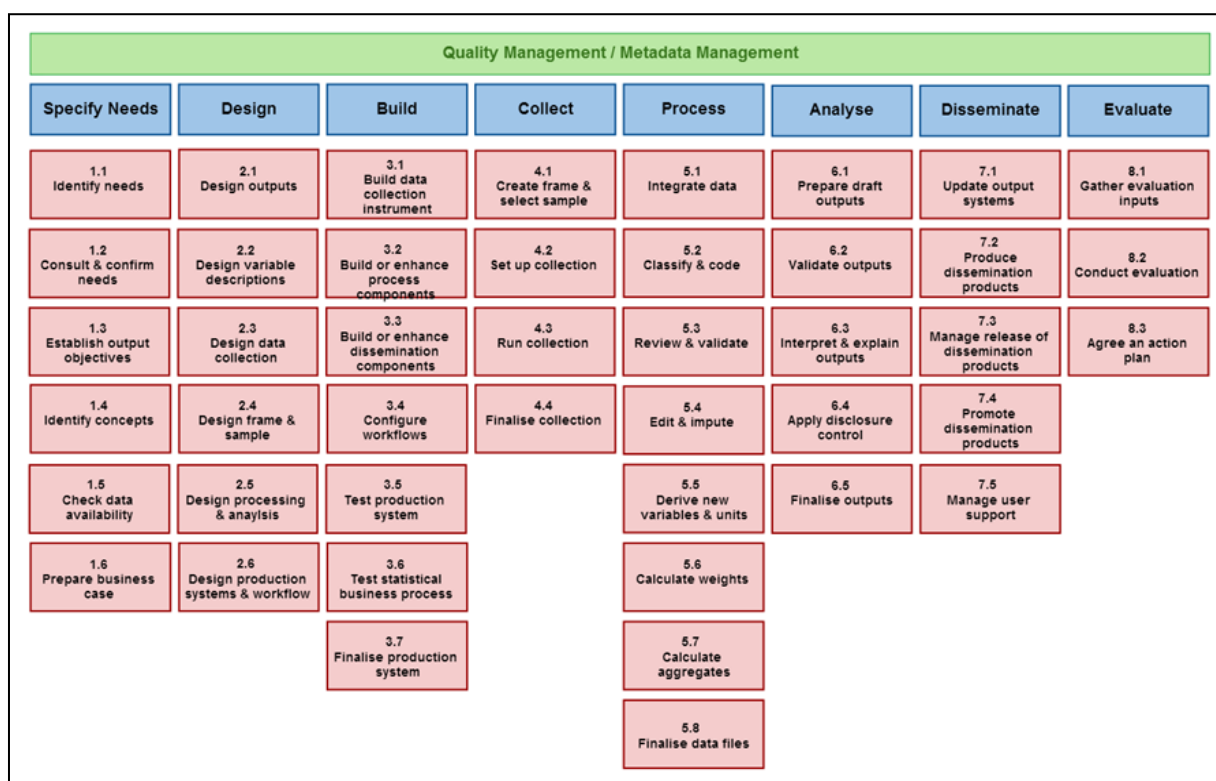 Quality Management / Metadata Management
Specify Needs
Design
Build
Collect
Process
Analyse
Disseminate
Evaluate
1.1
Identify needs
2.1
Design outputs
3.1
Build data
collection
instrument
4.1
Create frame &
select sample
5.1
Integrate data
6.1
Prepare draft
outputs
7.1
Update output
systems
8.1
Gather evaluation
inputs
1.2
Consult & confirm
needs
2.2
Design variable
descriptions
3.2
Build or enhance
process
components
4.2
Set up collection
5.2
Classify & code
6.2
Validate outputs
7.2
Produce
dissemination
products
8.2
Conduct evaluation
1.3
Establish output
objectives
2.3
Design data
collection
3.3
Build or enhance
dissemination
components
4.3
Run collection
5.3
Review & validate
6.3
Interpret & explain
outputs
7.3
Manage release of
dissemination
products
8.3
Agree an action
plan
1.4
Identify concepts
2.4
Design frame &
sample
3.4
Configure
workflows
4.4
Finalise collection
5.4
Edit & impute
6.4
Apply disclosure
control
7.4
Promote
dissemination
products
1.5
Check data
availability
2.5
Design processing
& anaylsis
3.5
Test production
system
5.5
Derive new
variables & units
6.5
Finalise outputs
7.5
Manage user
support
1.6
Prepare business
case
2.6
Design production
systems & workflow
3.6
Test statistical
business process
5.6
Calculate weights
3.7
Finalise production
system
5.7
Calculate
aggregates
5.8
Finalise data files